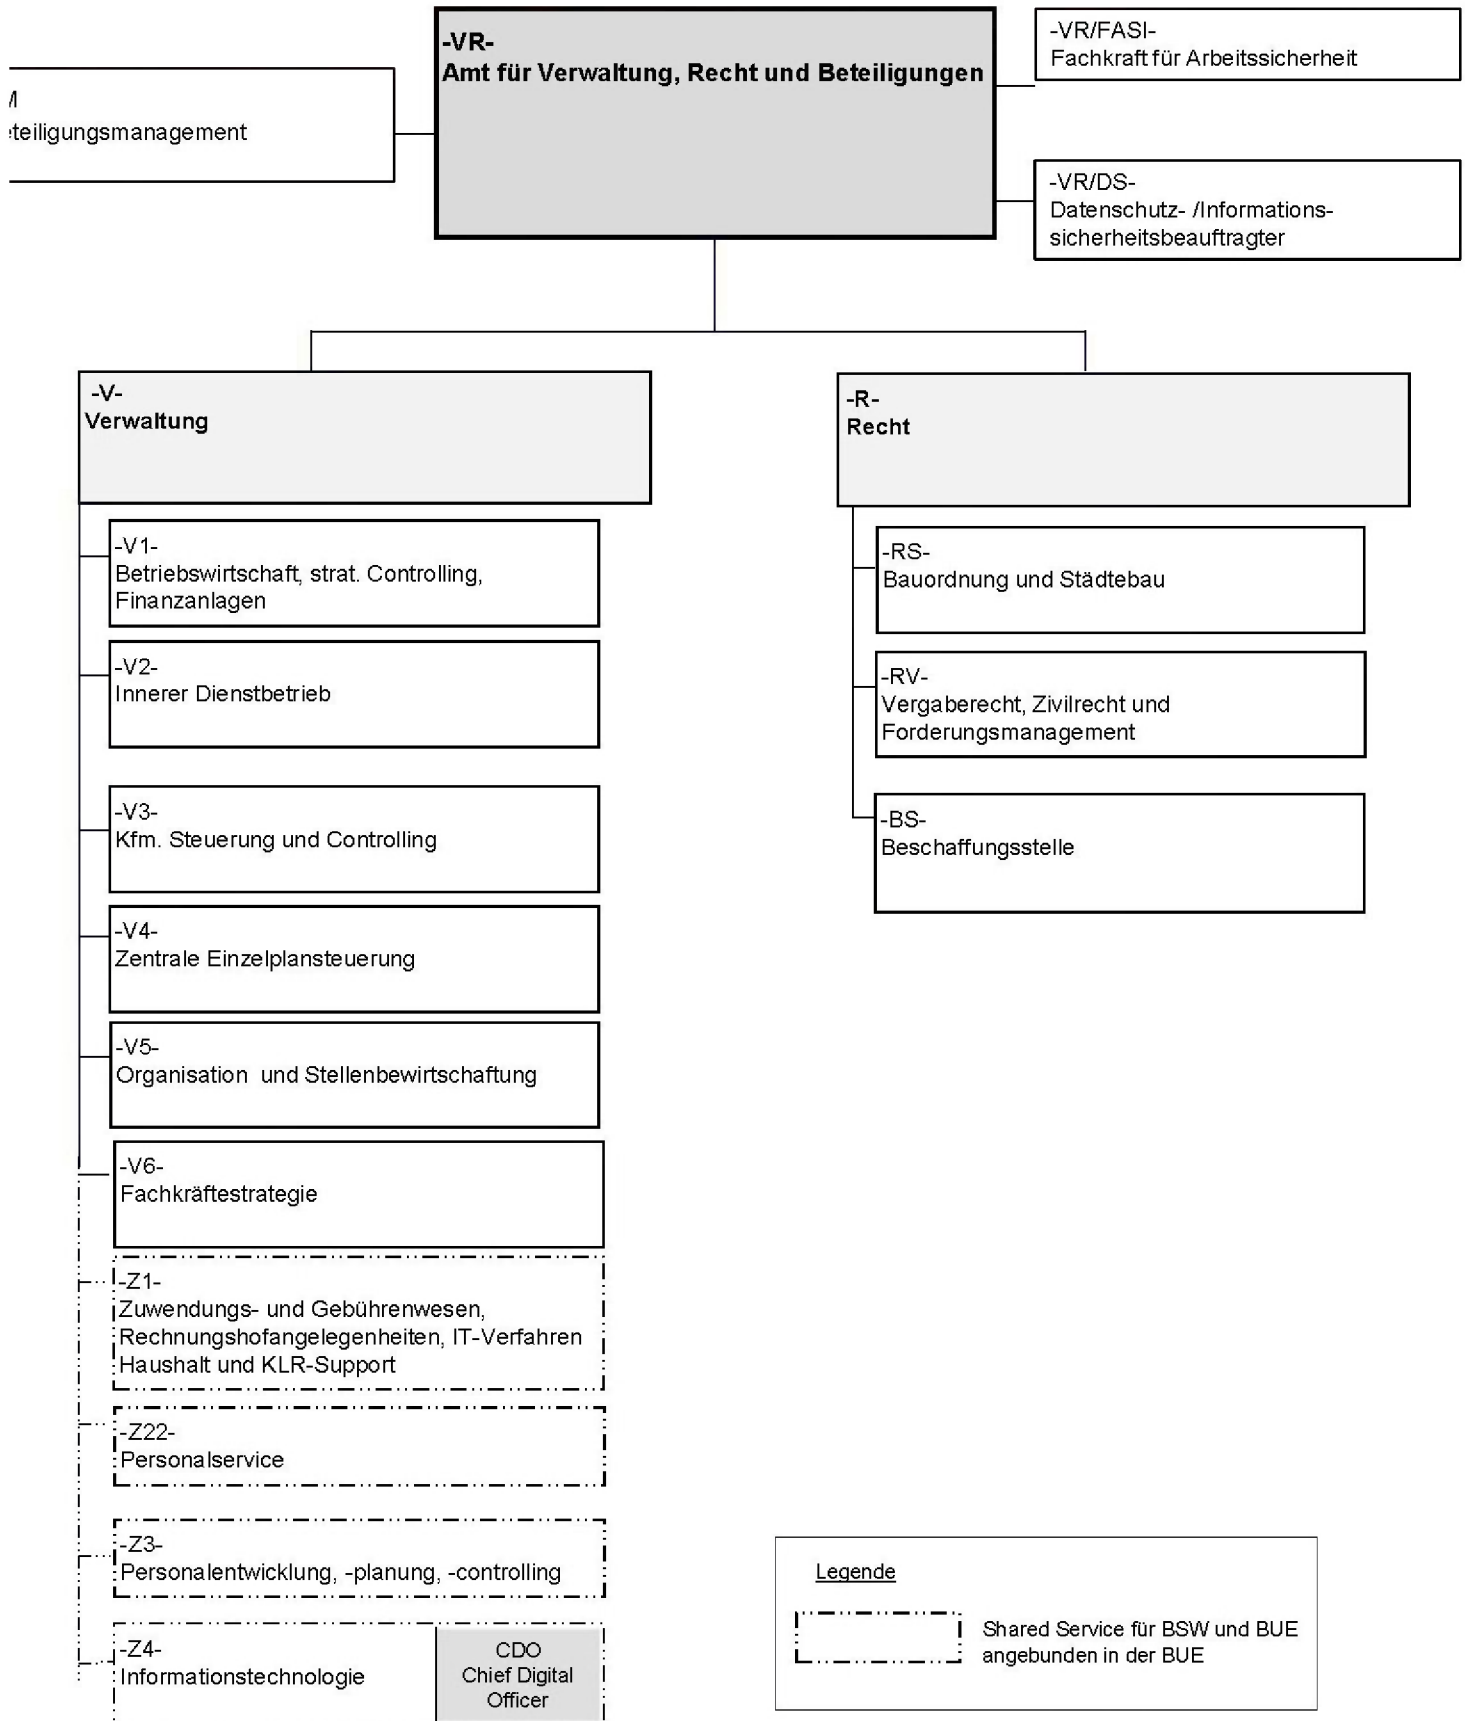 -VR-
Amt für Verwaltung, Recht und Beteiligungen
-VR/FASI-
Fachkraft für Arbeitssicherheit
eteiligungsmanagement
-VR/DS-
Datenschutz- /Informations-
sicherheitsbeauftragter
-V-
Verwaltung
-V1-
Betriebswirtschaft, strat. Controlling,
Finanzanlagen
-V2-
Innerer Dienstbetrieb
-V3-
Kfm. Steuerung und Controlling
-V4-
Zentrale Einzelplansteuerung
-V5-
Organisation und Stellenbewirtschaftung
-V6-
Fachkräftestrategie
-Z1-
Zuwendungs- und Gebührenwesen,
Rechnungshofangelegenheiten, IT-Verfahren
Haushalt und KLR-Support
-Z22-
Personalservice
-Z3-
Personalentwicklung, -planung, -controlling
-Z4-
Informationstechnologie
CDO
Chief Digital
Officer
-R-
Recht
-RS-
Bauordnung und Städtebau
-RV-
Vergaberecht, Zivilrecht und
Forderungsmanagement
-BS-
Beschaffungsstelle
Legende
Shared Service für BSW und BUE
angebunden in der BUE